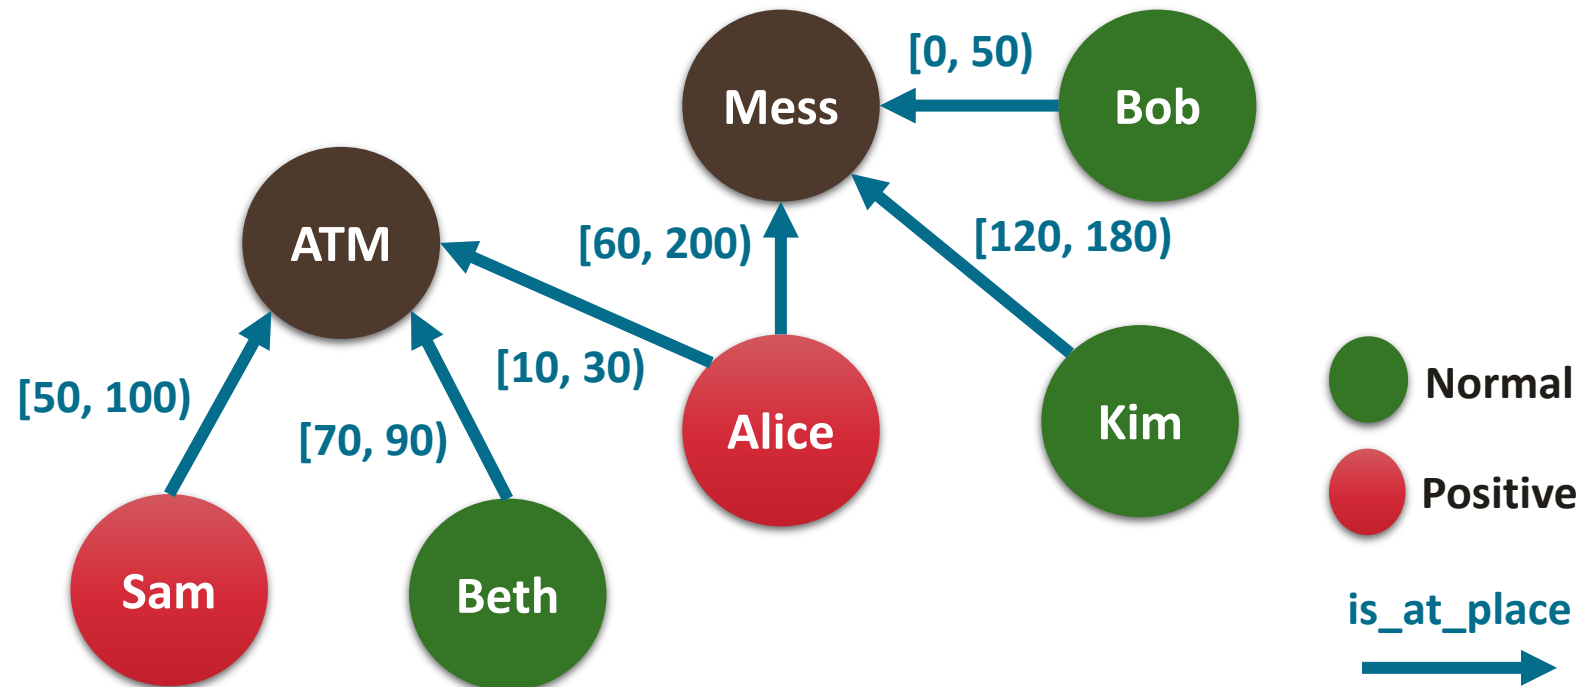 [0, 50)
Mess
Bob
ATM
[60, 200)
[120, 180)
[10, 30)
[50, 100)
[70, 90)
Alice
Kim
Sam
Beth
Normal
Positive
is_at_place